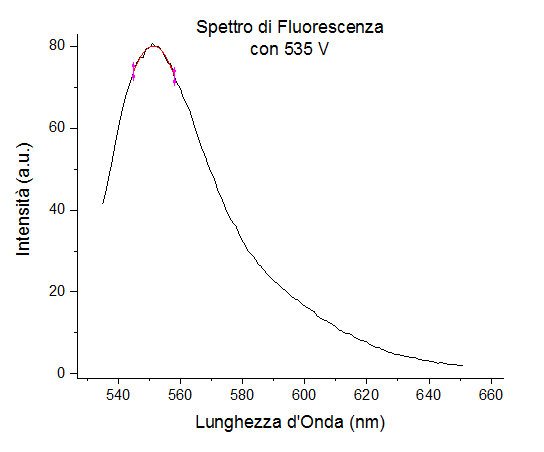 Spettro di Fluorescenza
con 535 V
80
60
40
20
0
Intensità (a.u.)
540 560 580 600 620 640 660
Lunghezza d'Onda (nm)